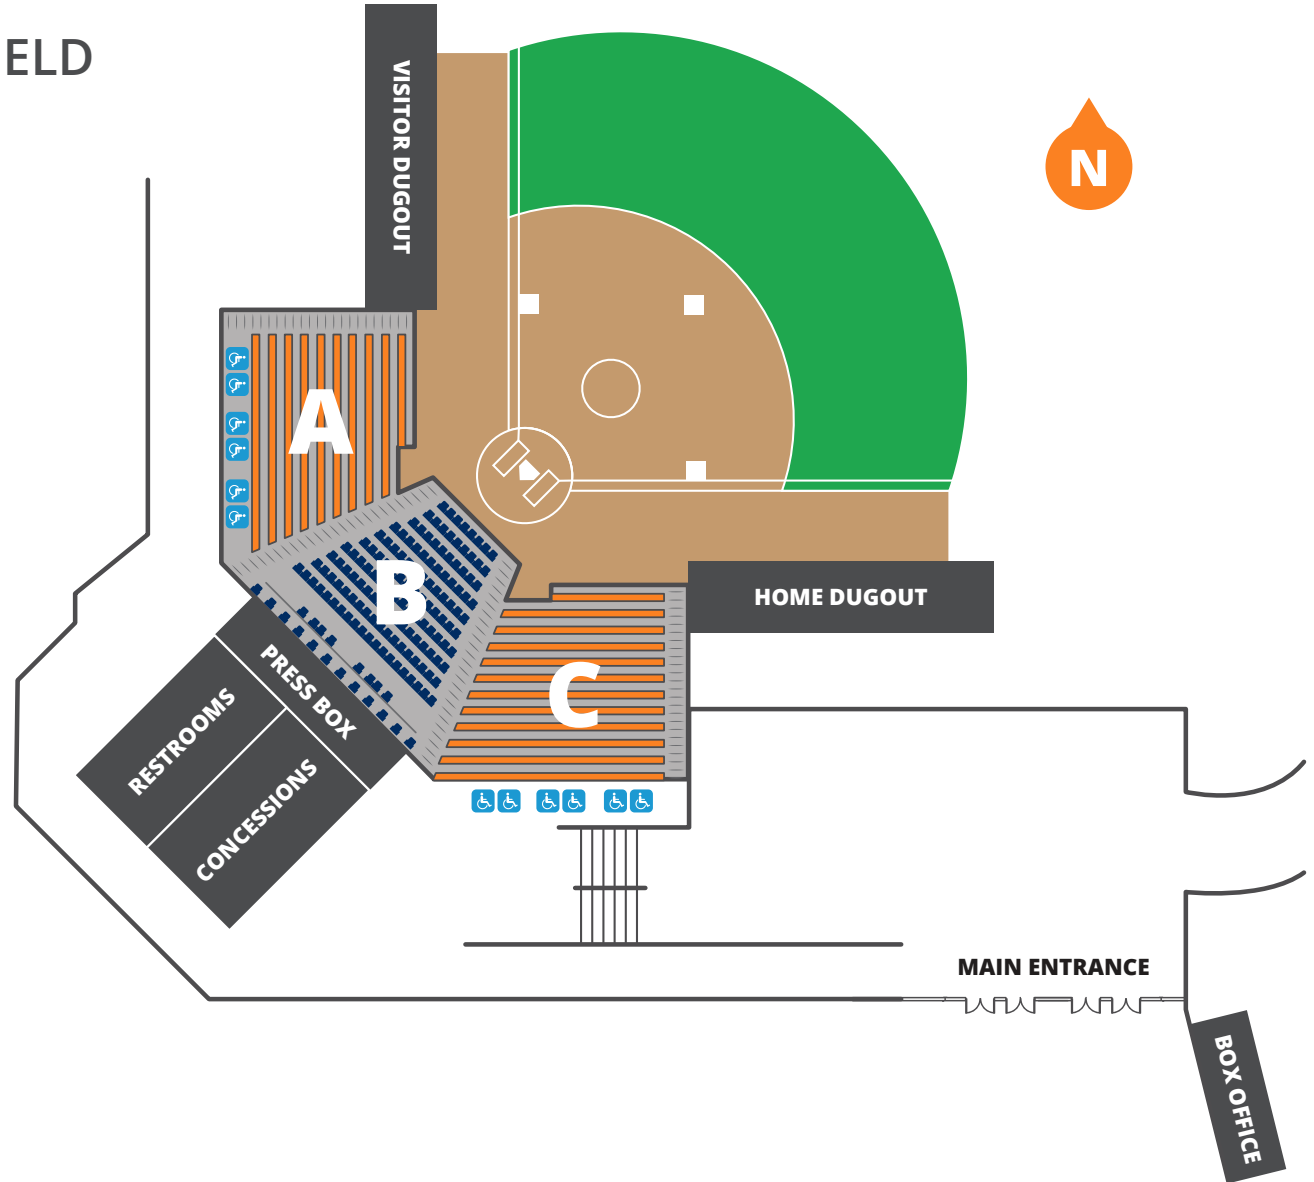 ELD
VISITOR DUGOUT
N
A
B
HOME DUGOUT
C
PRESS BOX
RESTROOMS
CONCESSIONS
MAIN ENTRANCE
BOX OFFICE